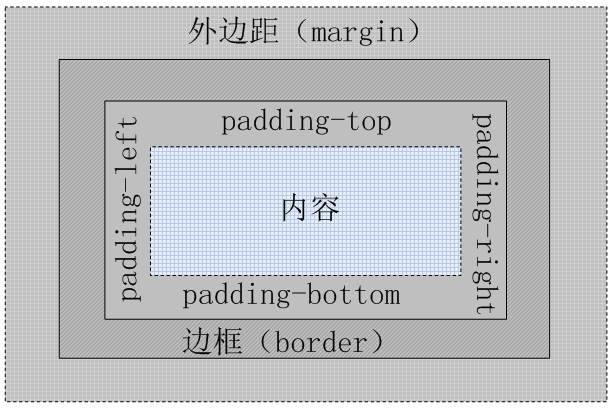 外边距（margin）
padding-top
padding-left
内容
padding-right
padding-bottom
边框（border）